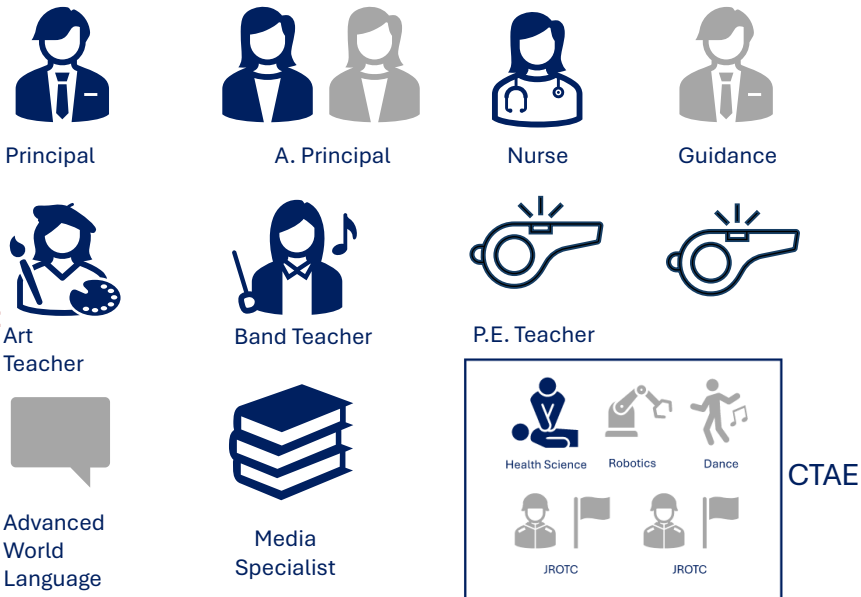 Principal
A. Principal
Nurse
Guidance
Art
Teacher
Band Teacher
P.E. Teacher
Advanced
World
Language
Media
Specialist
Health Science
Robotics
Dance
JROTC
JROTC
CTAE